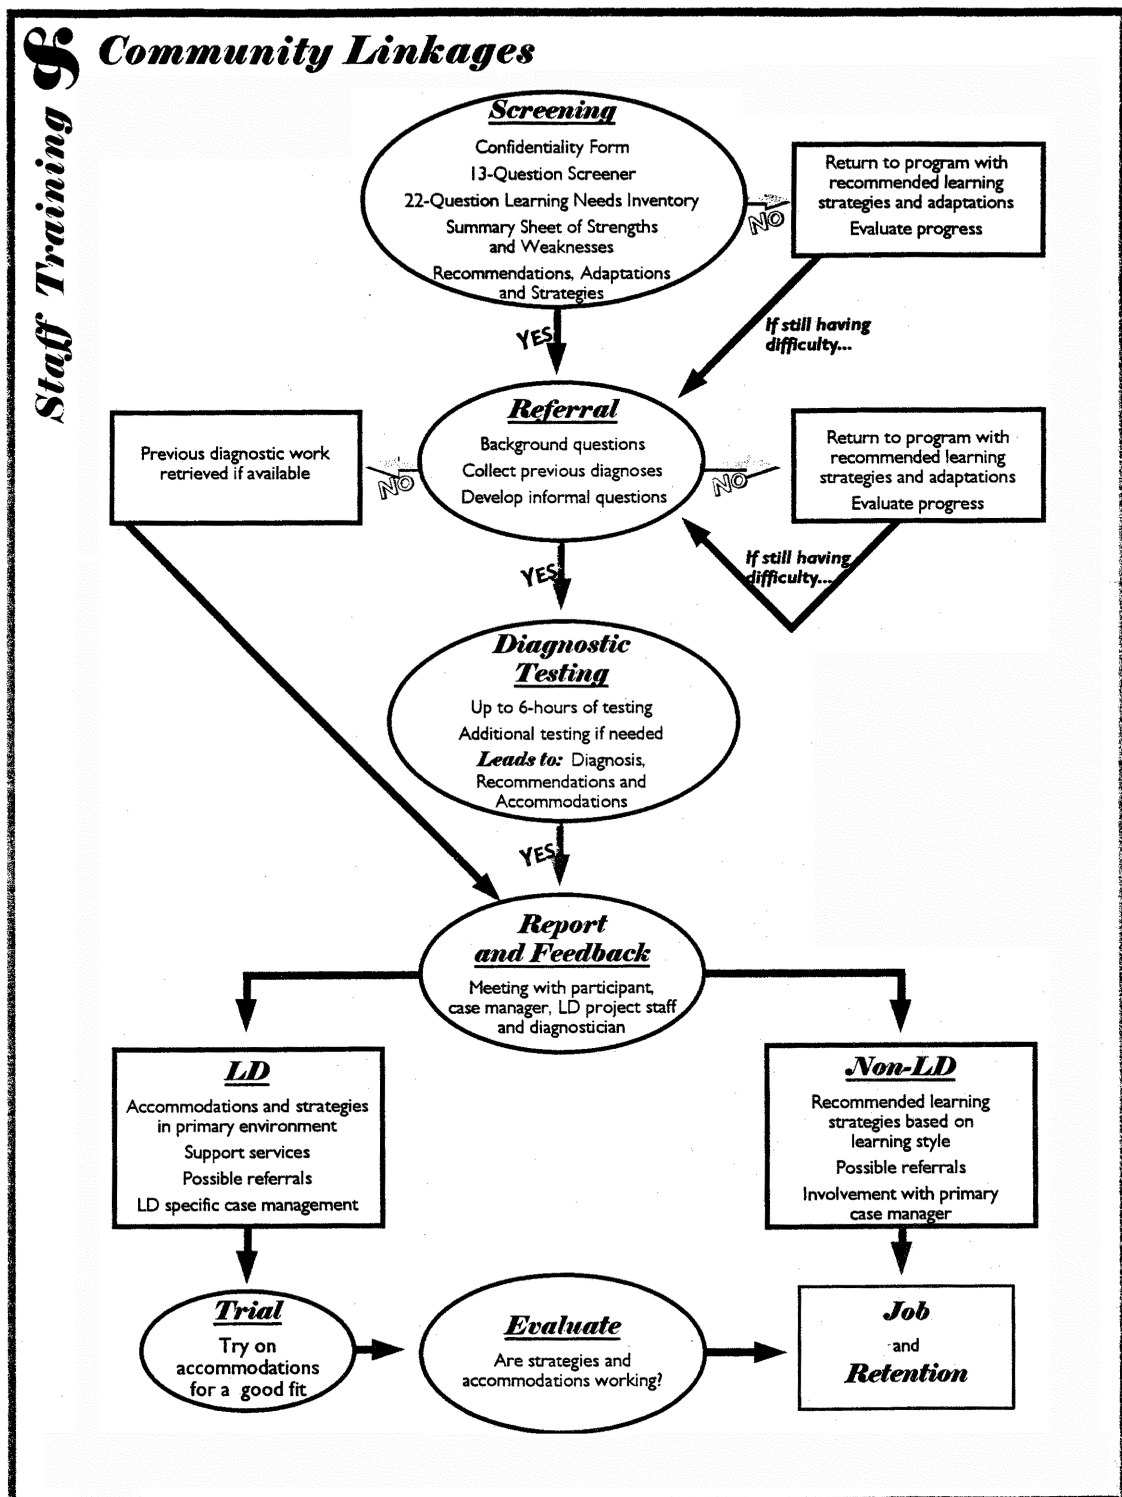 Staff Training &
Community Linkages
Screening
Confidentiality Form
13-Question Screener
22-Question Learning Needs Inventory
Summary Sheet of Strengths
and Weaknesses
Recommendations, Adaptations
and Strategies
NO
Return to program with
recommended learning
strategies and adaptations
Evaluate progress
YES
If still having
difficulty...
Referral
Background questions
Collect previous diagnoses
Develop informal questions
NO
Previous diagnostic work
retrieved if available
NO
Return to program with
recommended learning
strategies and adaptations
Evaluate progress
If still having
difficulty...
YES
Diagnostic
Testing
Up to 6-hours of testing
Additional testing if needed
Leads to: Diagnosis,
Recommendations and
Accommodations
YES
Report
and Feedback
Meeting with participant,
case manager, LD project staff
and diagnostician
LD
Accommodations and strategies
in primary environment
Support services
Possible referrals
LD specific case management
Non-LD
Recommended learning
strategies based on
learning style
Possible referrals
Involvement with primary
case manager
Trial
Try on
accommodations
for a good fit
Evaluate
Are strategies and
accommodations working?
Job
and
Retention